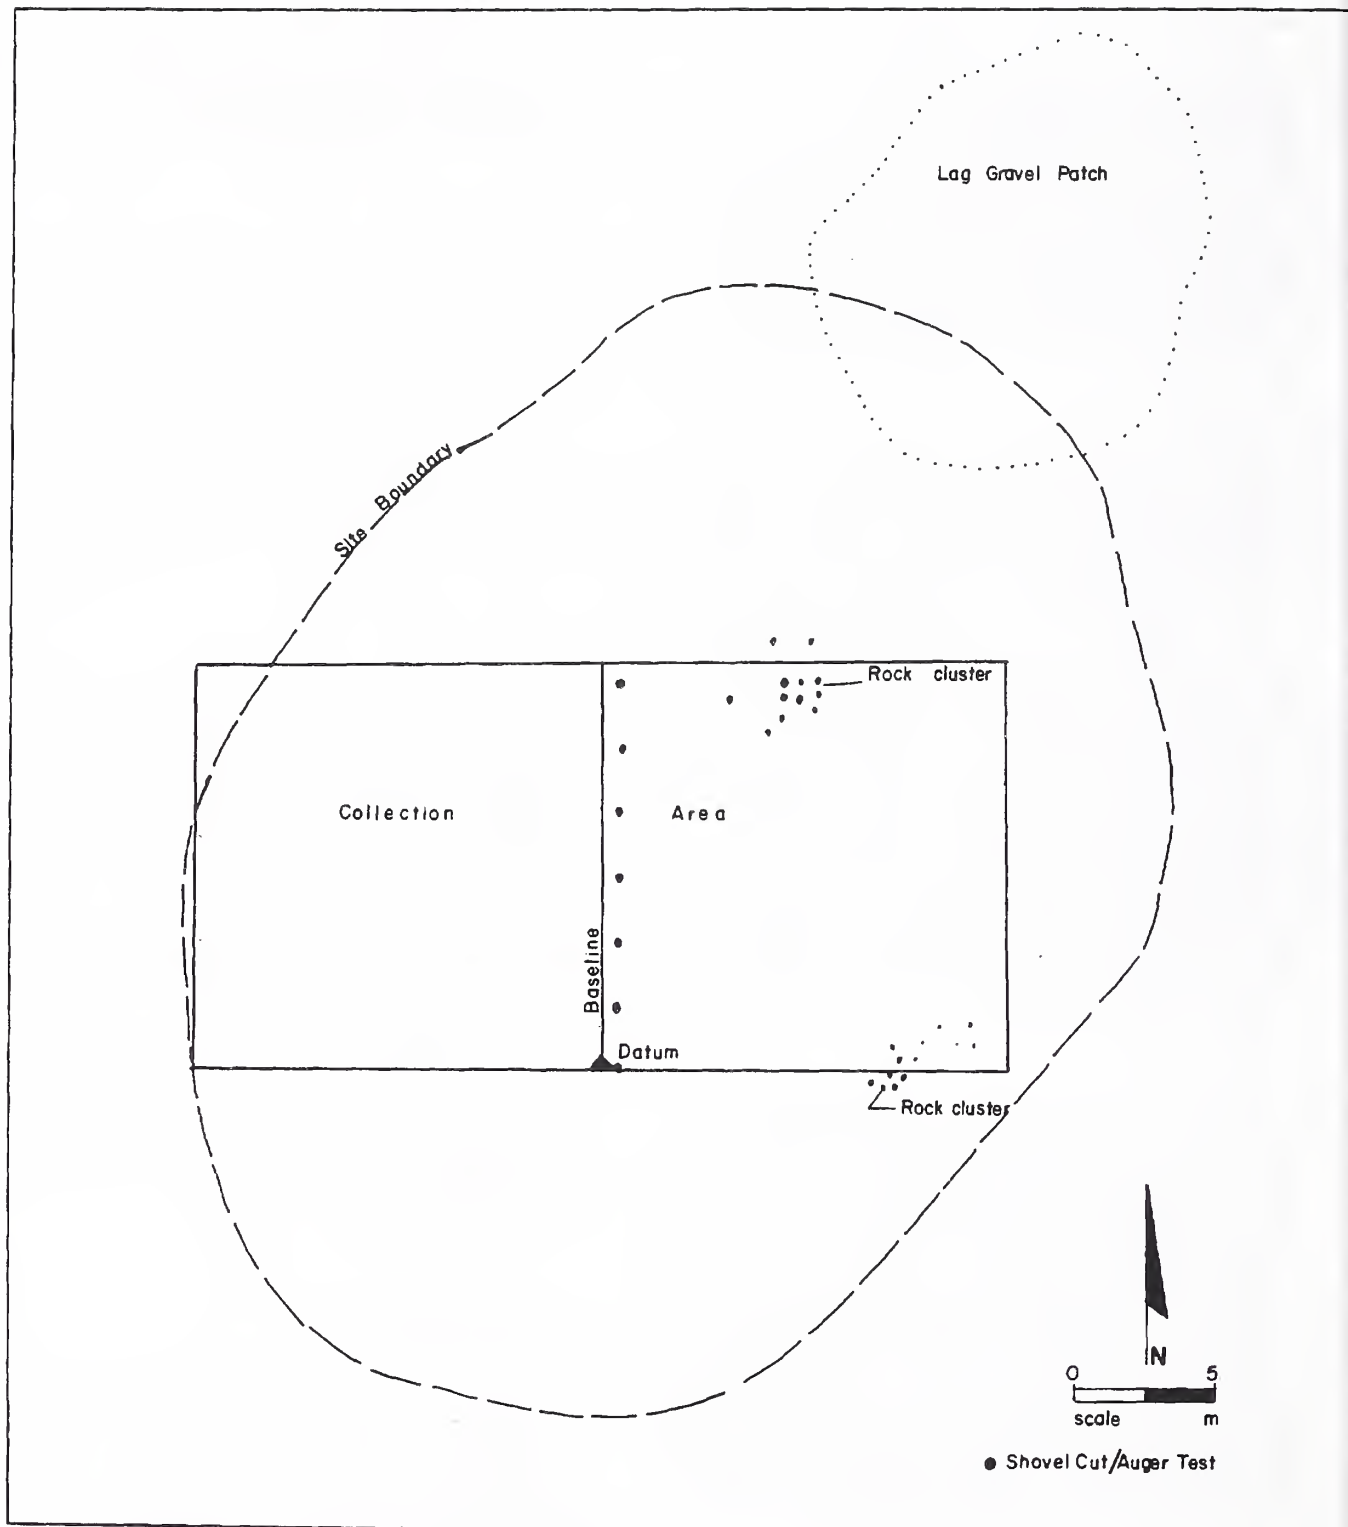 Lag Gravel Patch
Site Boundary
Rock cluster
Collection Area
Baseline
Datum
Rock cluster
N
0 5
scale m
Shovel Cut/Auger Test